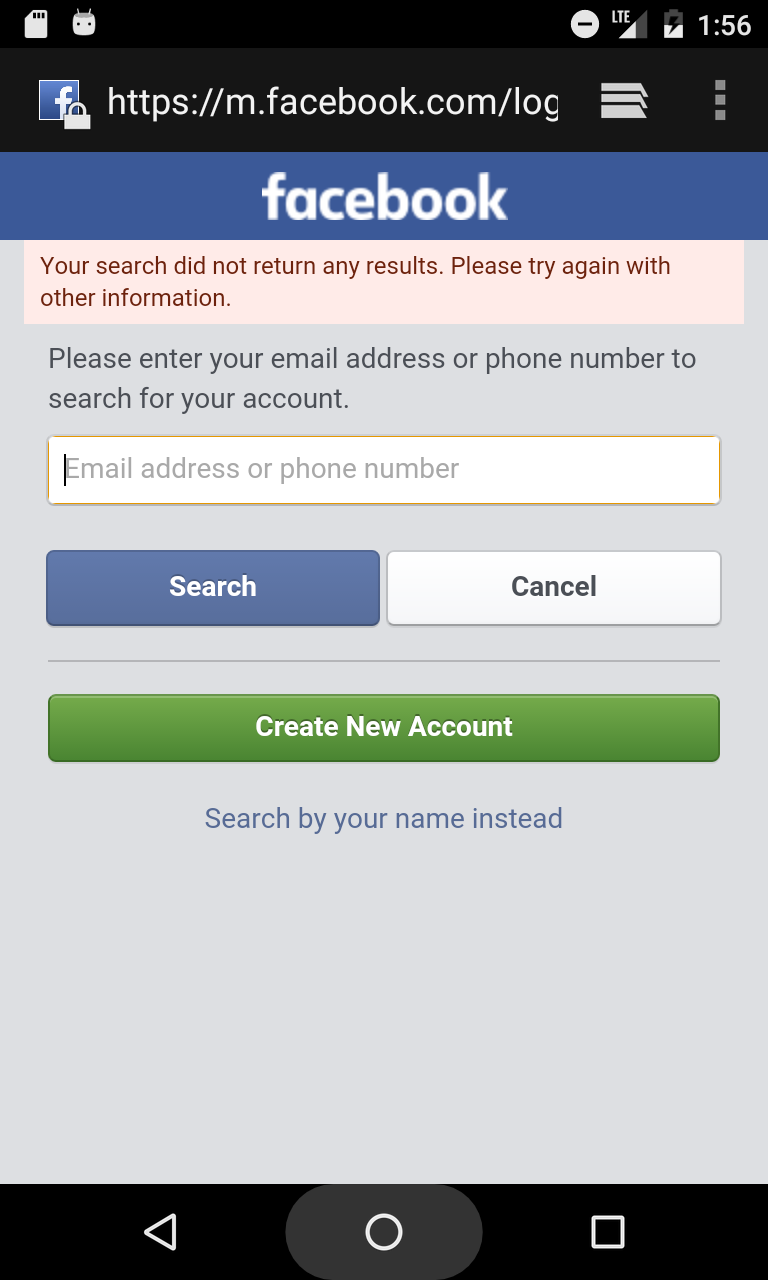 LTE 1:56
https://m.facebook.com/log
facebook
Your search did not return any results. Please try again with
other information.
Please enter your email address or phone number to
search for your account.
Email address or phone number
Search Cancel
Create New Account
Search by your name instead